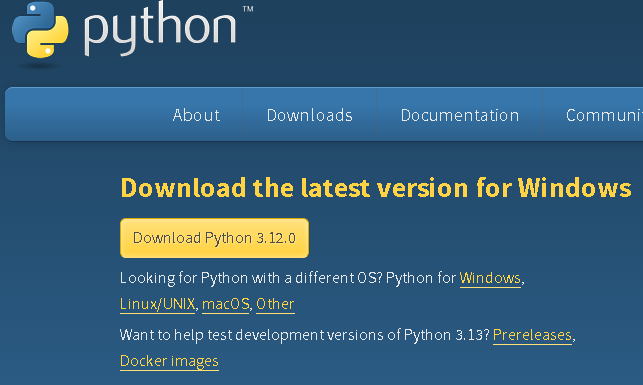 python™
About Downloads Documentation
Download the latest version for Windows
Download Python 3.12.0
Looking for Python with a different OS? Python for Windows,
Linux/UNIX, macOS, Other
Want to help test development versions of Python 3.13? Prereleases,
Docker images